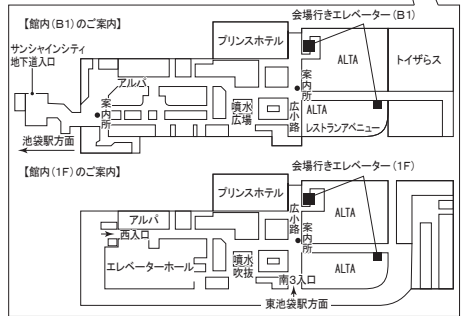 【館内(B1)のご案内】
会場行きエレベーター(B1)
サンシャインシティ
地下道入口
プリンスホテル
ALTA
トイザらス
アルパ
案内所
案内所
噴水
広場
広小路
ALTA
レストランアベニュー
池袋駅方面
【館内(1F)のご案内】
会場行きエレベーター(1F)
プリンスホテル
広小路
ALTA
アルパ
西入口
案内所
エレベーターホール
噴水
吹抜
南3入口
ALTA
東池袋駅方面